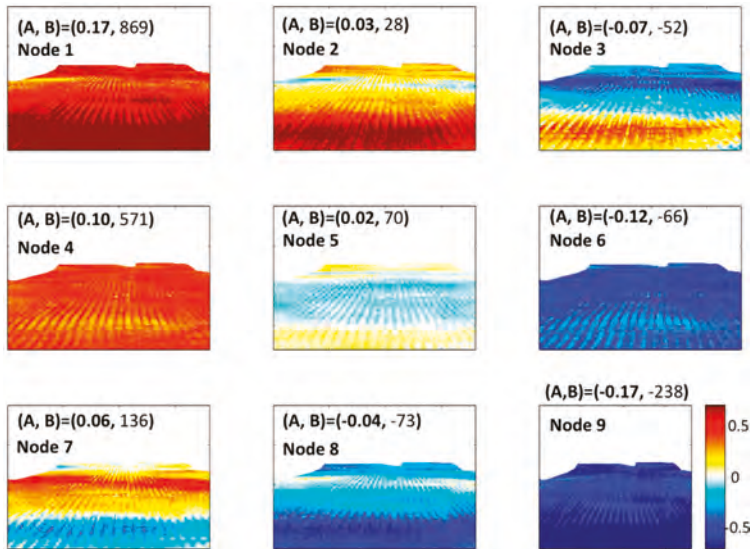 (A, B)=(0.17, 869)
Node 1
(A, B)=(0.03, 28)
Node 2
(A, B)=(-0.07, -52)
Node 3
(A, B)=(0.10, 571)
Node 4
(A, B)=(0.02, 70)
Node 5
(A, B)=(-0.12, -66)
Node 6
(A, B)=(0.06, 136)
Node 7
(A, B)=(-0.04, -73)
Node 8
(A,B)=(-0.17, -238)
Node 9
0.5
0
-0.5